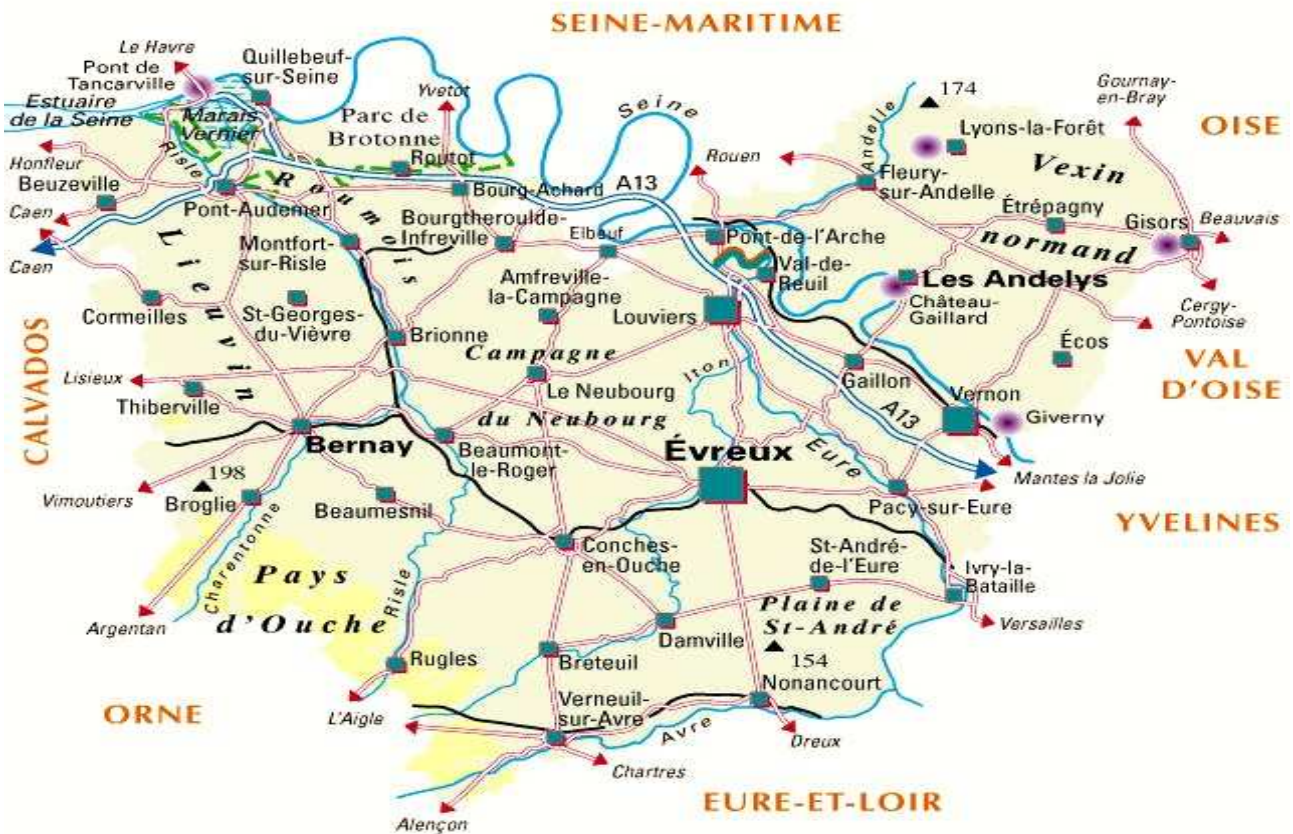 SEINE-MARITIME
Le Havre
Pont de
Tancarville
Quillebeuf-
sur-Seine
Estuaire
de la Seine
Marais
Vernier
Parc de
Brotonne
Yvetot
Seine
174
Gournay-
en-Bray
OISE
Andelle
Lyons-la-Forêt
Vexin
normand
Honfleur
Beuzeville
Risle
Routot
Rouen
Fleury-
sur-Andelle
Caen
Pont-Audemer
Roumois
Bourg-Achard
A13
Étrépagny
Gisors
Beauvais
Caen
Lieuvin
Montfort-
sur-Risle
Bourgtheroulde-
Infreville
Elbeuf
Pont-de-l'Arche
Val-de-
Reuil
Les Andelys
Château-
Gaillard
Cergy-
Pontoise
Cormeilles
St-Georges-
du-Vièvre
Amfreville-
la-Campagne
Louviers
CALVADOS
Brionne
Campagne
du Neubourg
Iton
Gaillon
Écos
VAL
D'OISE
Lisieux
Thiberville
Le Neubourg
Vernon
A13
Giverny
Bernay
Beaumont-
le-Roger
Évreux
Eure
Mantes la Jolie
Vimoutiers
198
Broglie
Beaumesnil
Pacy-sur-Eure
YVELINES
Charentonne
Pays
d'Ouche
Risle
Conches-
en-Ouche
St-André-
de-l'Eure
Ivry-la-
Bataille
Argentan
Plaine de
St-André
Versailles
Damville
154
Rugles
Breteuil
Nonancourt
ORNE
L'Aigle
Verneuil-
sur-Avre
Avre
Dreux
Chartres
EURE-ET-LOIR
Alençon